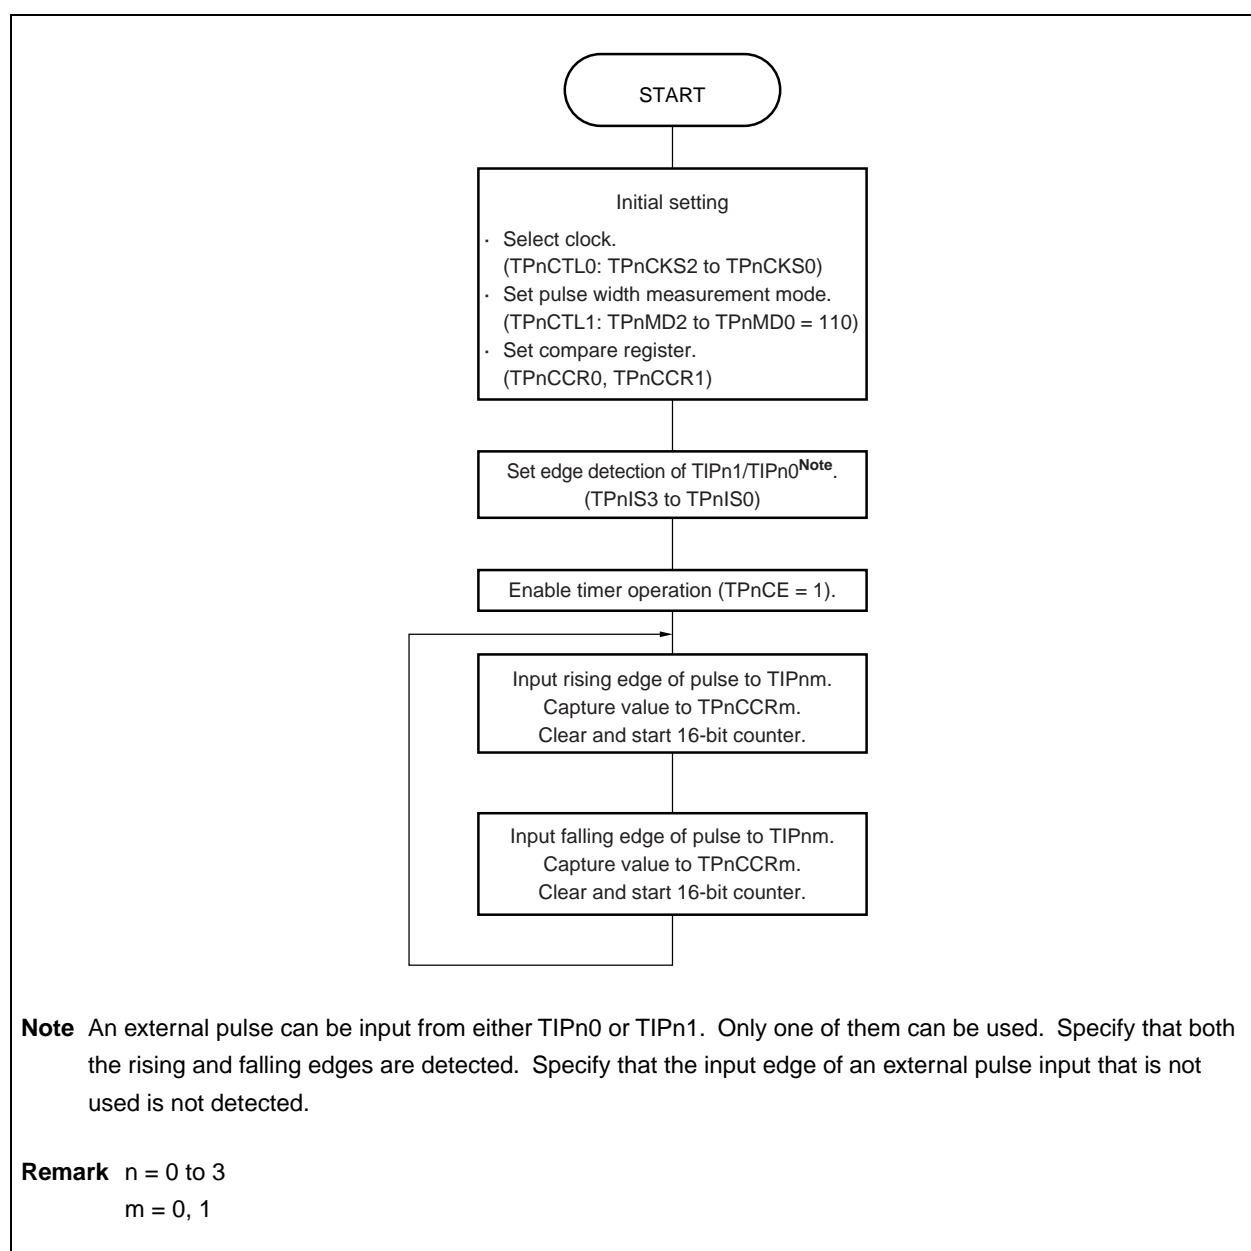 START
Initial setting
· Select clock.
(TPnCTL0: TPnCKS2 to TPnCKS0)
· Set pulse width measurement mode.
(TPnCTL1: TPnMD2 to TPnMD0 = 110)
· Set compare register.
(TPnCCR0, TPnCCR1)
Set edge detection of TIPn1/TIPn0Note.
(TPnIS3 to TPnIS0)
Enable timer operation (TPnCE = 1).
Input rising edge of pulse to TIPnm.
Capture value to TPnCCRm.
Clear and start 16-bit counter.
Input falling edge of pulse to TIPnm.
Capture value to TPnCCRm.
Clear and start 16-bit counter.
Note An external pulse can be input from either TIPn0 or TIPn1. Only one of them can be used. Specify that both
the rising and falling edges are detected. Specify that the input edge of an external pulse input that is not
used is not detected.
Remark n = 0 to 3
m = 0, 1